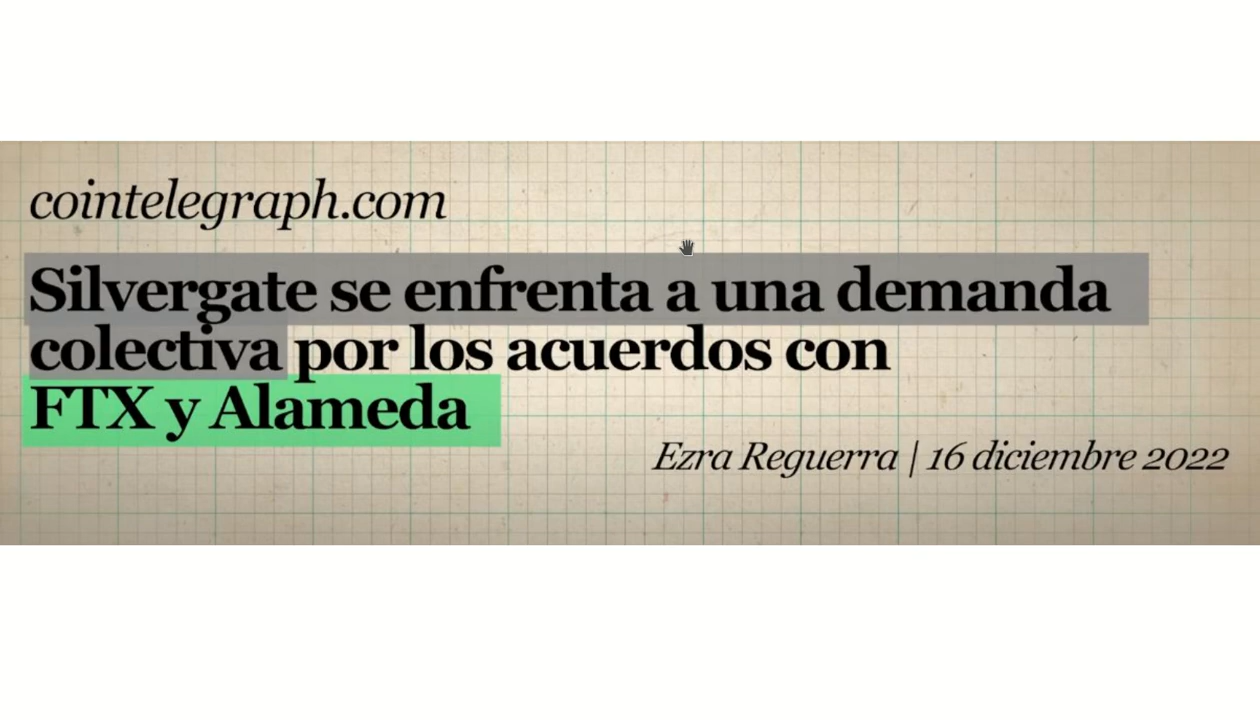 cointelegraph.com
Silvergate se enfrenta a una demanda
colectiva por los acuerdos con
FTX y Alameda
Ezra Reguerra | 16 diciembre 2022